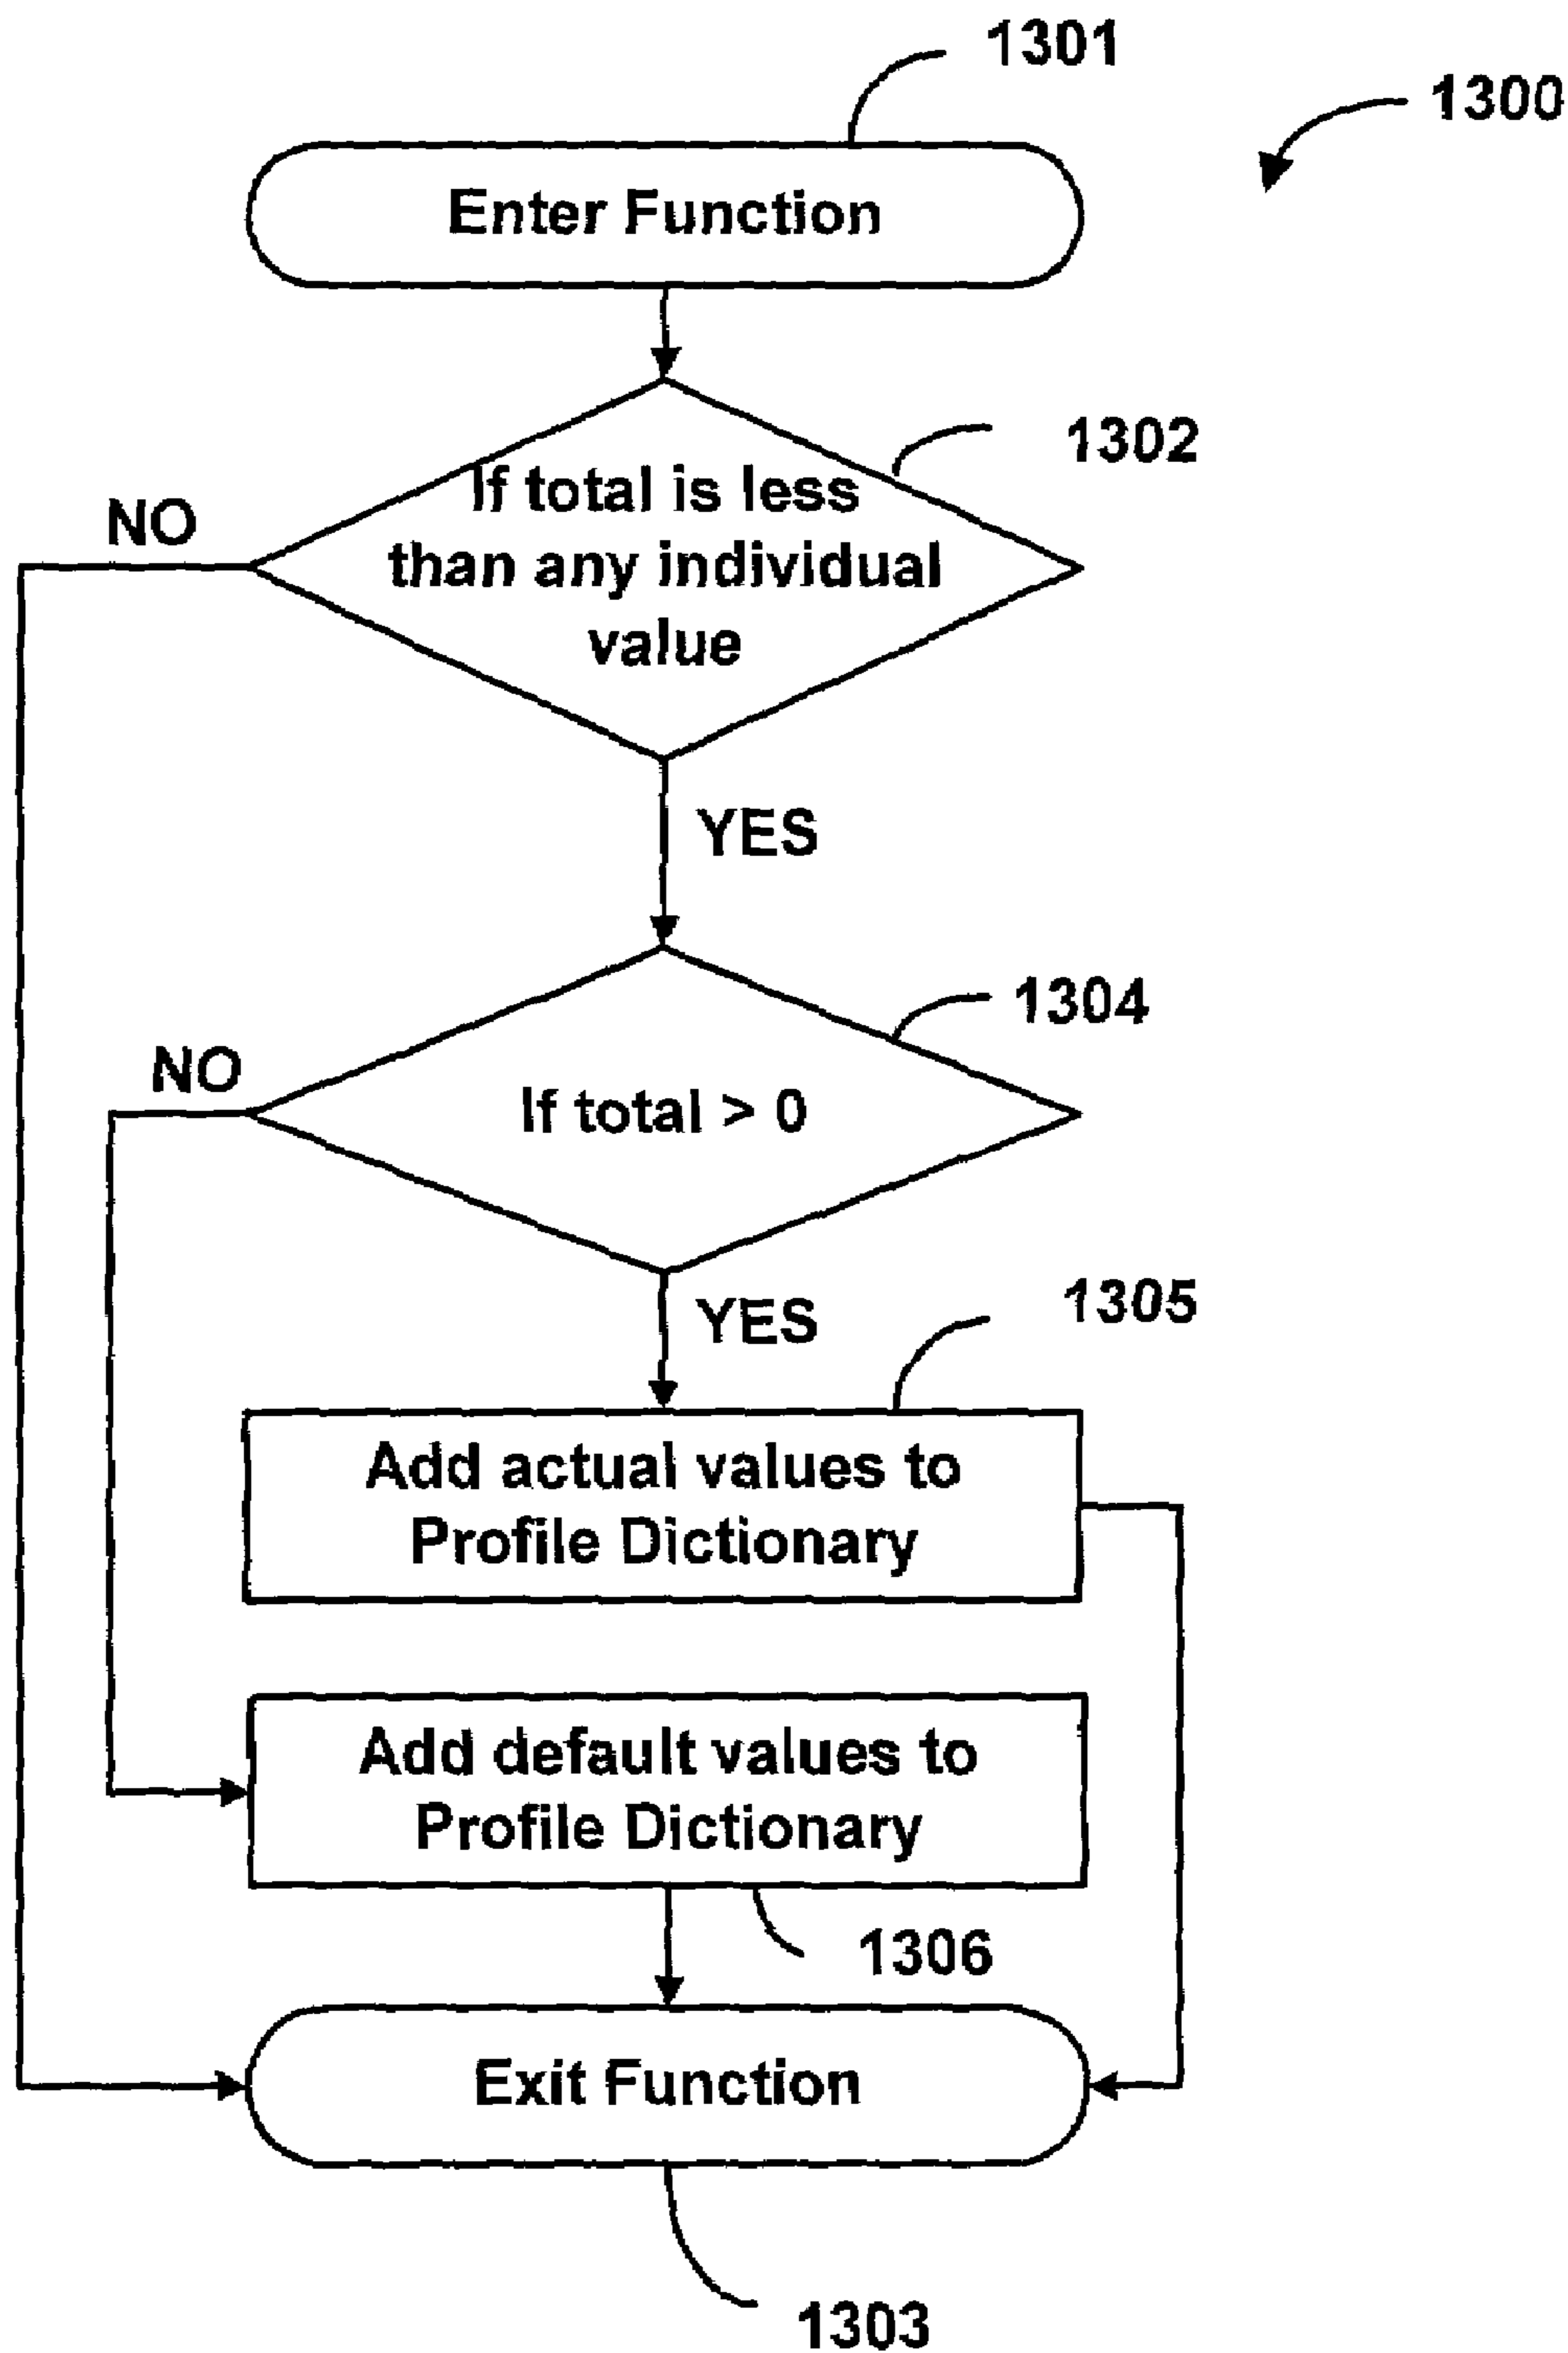 1301
1300
Enter Function
1302
If total is less
than any individual
value
NO
YES
1304
NO
If total > 0
YES
1305
Add actual values to
Profile Dictionary
Add default values to
Profile Dictionary
1306
Exit Function
1303